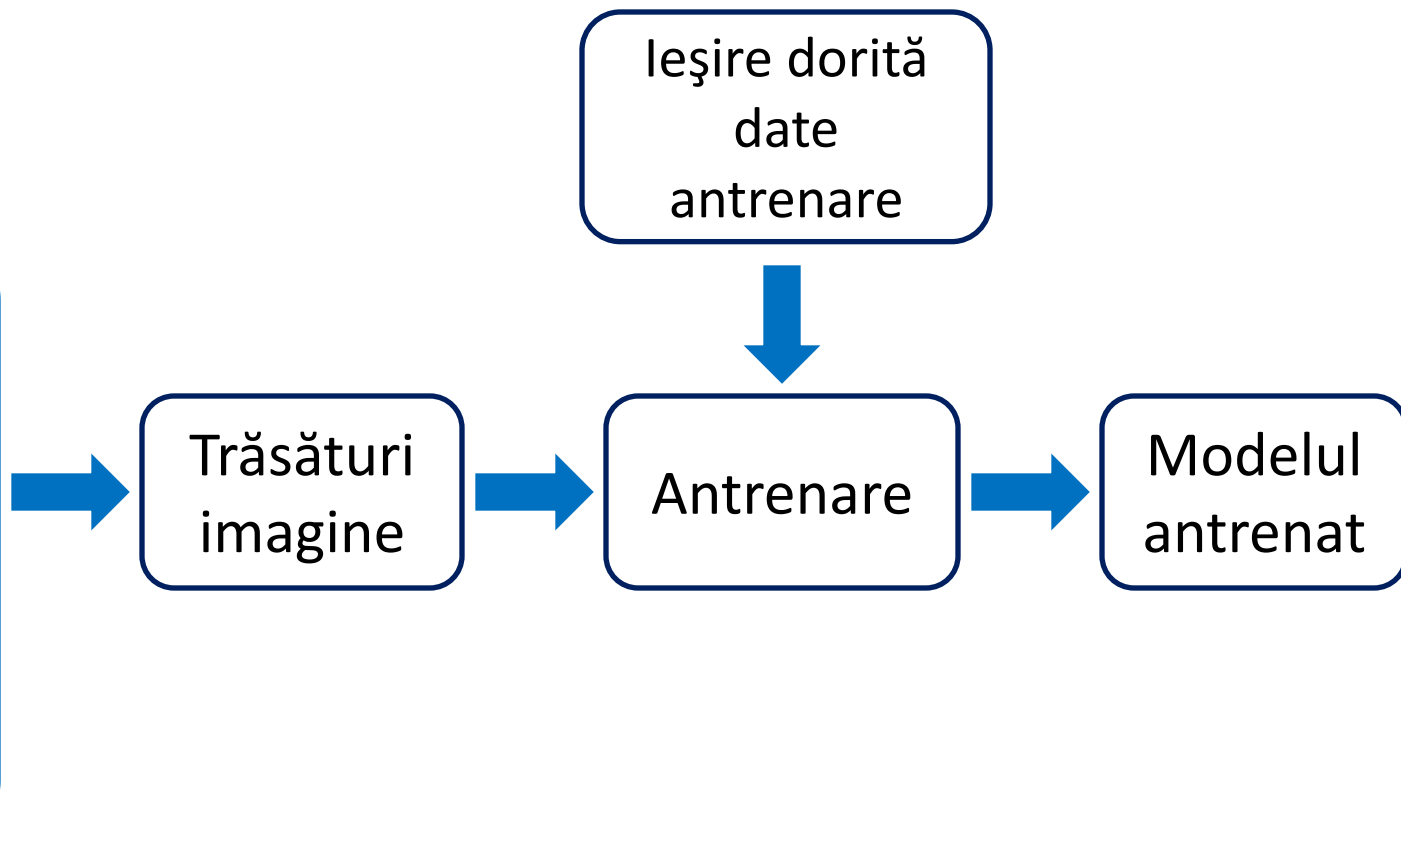 Ieşire dorită
date
antrenare
Trăsături
imagine
Antrenare
Modelul
antrenat